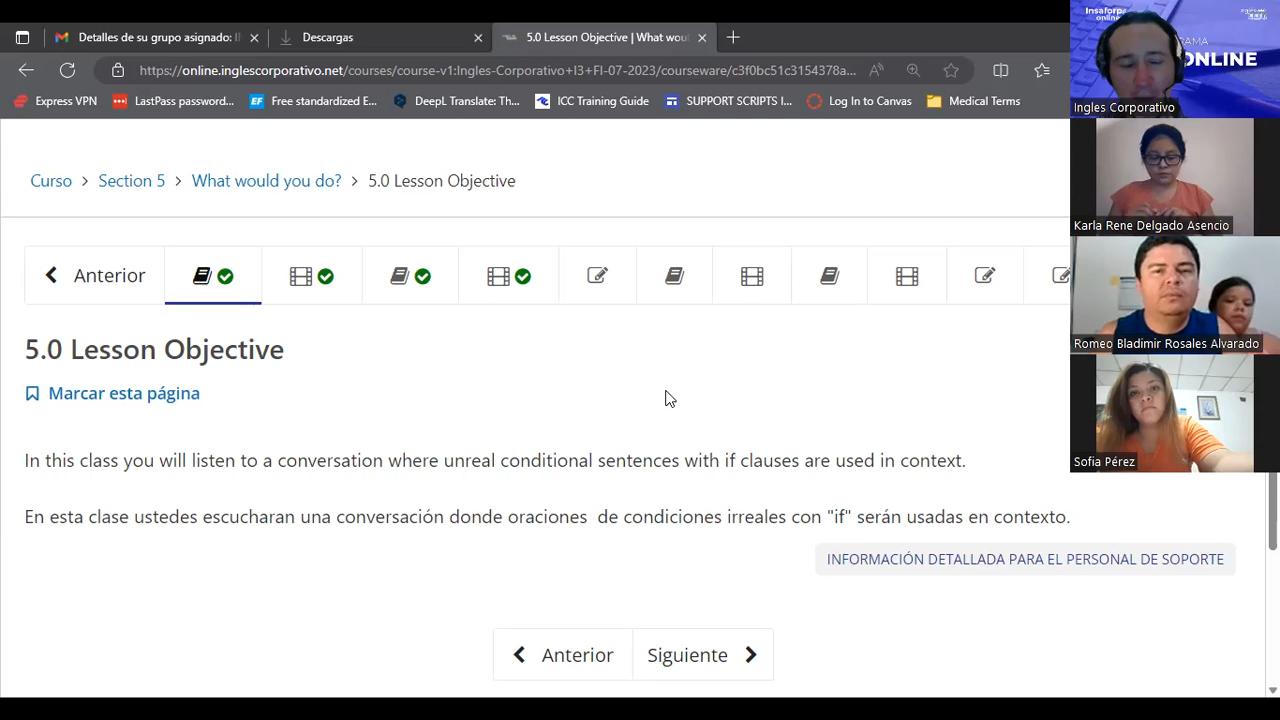 Detalles de su grupo asignado: I
Descargas
5.0 Lesson Objective | What wou
https://online.inglescorporativo.net/courses/course-v1:Ingles-Corporativo+I3+FI-07-2023/courseware/c3f0bc51c3154378a...
Express VPN
LastPass password...
Free standardized E...
DeepL Translate: Th...
ICC Training Guide
SUPPORT SCRIPTS I...
Log In to Canvas
Medical Terms
Curso > Section 5 > What would you do? > 5.0 Lesson Objective
Anterior
5.0 Lesson Objective
Marcar esta página
In this class you will listen to a conversation where unreal conditional sentences with if clauses are used in context.
En esta clase ustedes escucharan una conversación donde oraciones de condiciones irreales con "if" serán usadas en contexto.
INFORMACIÓN DETALLADA PARA EL PERSONAL DE SOPORTE
Anterior
Siguiente
Insaforp
online
ONLINE
Ingles Corporativo
Karla Rene Delgado Asencio
Romeo Bladimir Rosales Alvarado
Sofia Pérez